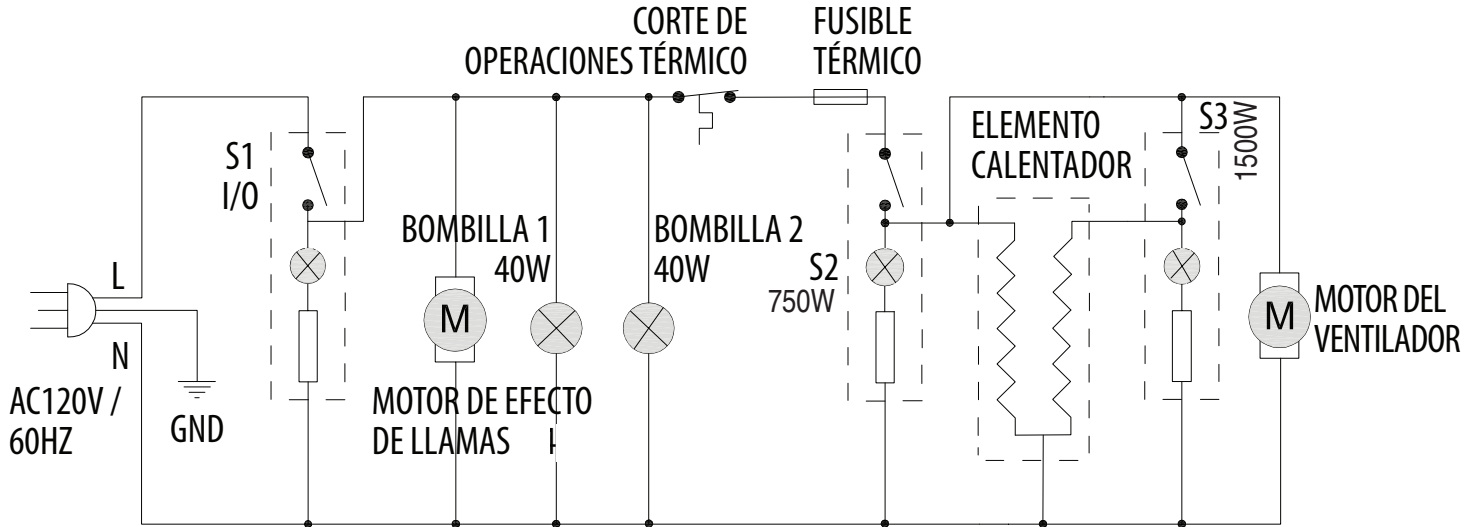 CORTE DE
OPERACIONES TÉRMICO
FUSIBLE
TÉRMICO
S1
I/O
ELEMENTO
CALENTADOR
S3
1500W
BOMBILLA 1
40W
BOMBILLA 2
40W
S2
750W
L
N
M
M
MOTOR DEL
VENTILADOR
AC120V /
60HZ
GND
MOTOR DE EFECTO
DE LLAMAS